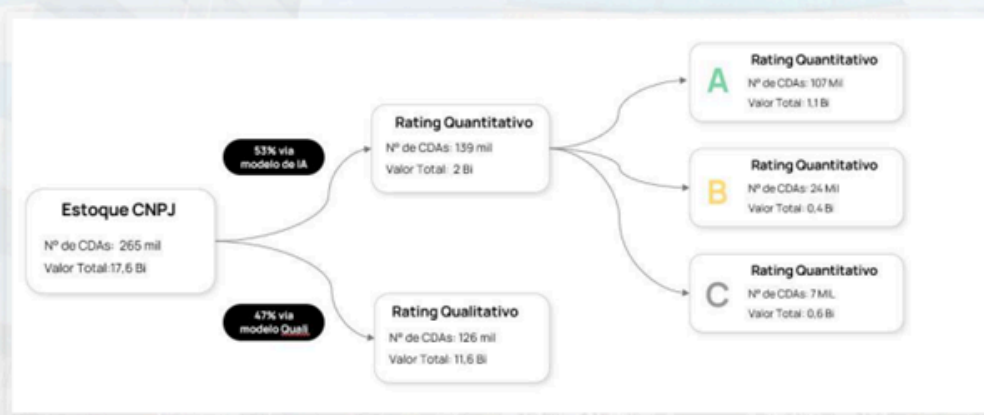 Estoque CNPJ
Nº de CDAs: 265 mil
Valor Total:17,6 Bi
53% via
modelo de IA
47% via
modelo Quali
Rating Quantitativo
Nº de CDAs: 139 mil
Valor Total: 2 Bi
Rating Qualitativo
Nº de CDAs: 126 mil
Valor Total: 11,6 Bi
A
Rating Quantitativo
Nº de CDAs: 107 Mil
Valor Total: 1,1 Bi
B
Rating Quantitativo
Nº de CDAs: 24 Mil
Valor Total: 0,4 Bi
C
Rating Quantitativo
Nº de CDAs: 7 MIL
Valor Total: 0,6 Bi